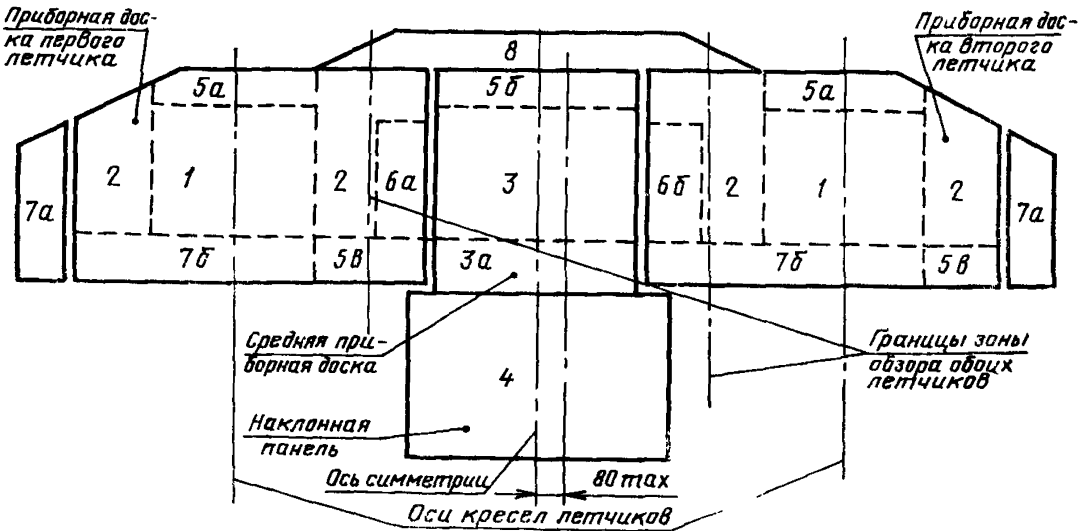 Приборная дос-
ка первого
летчика
Приборная дос-
ка второго
летчика
8
5а
5б
5а
2
1
2
6а
3
6б
2
1
2
7а
7а
7б
5в
3а
7б
5в
Средняя при-
борная доска
Границы зоны
обзора обоих
летчиков
4
Наклонная
панель
Ось симметрии
80 max
Оси кресел летчиков